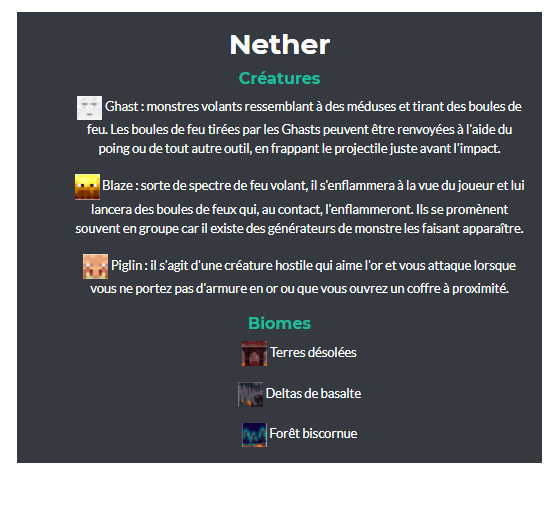 Nether
Créatures
Ghast : monstres volants ressemblant à des méduses et tirant des boules de
feu. Les boules de feu tirées par les Ghasts peuvent être renvoyées à l'aide du
poing ou de tout autre outil, en frappant le projectile juste avant l'impact.
Blaze : sorte de spectre de feu volant, il s'enflammera à la vue du joueur et lui
lancera des boules de feux qui, au contact, l'enflammeront. Ils se promènent
souvent en groupe car il existe des générateurs de monstre les faisant apparaître.
Piglin : il s'agit d'une créature hostile qui aime l'or et vous attaque lorsque
vous ne portez pas d'armure en or ou que vous ouvrez un coffre à proximité.
Biomes
Terres désolées
Deltas de basalte
Forêt biscornue